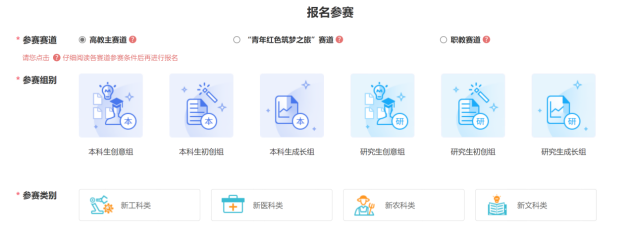 报名参赛
* 参赛赛道 高教主赛道 ? “青年红色筑梦之旅”赛道 ? 职教赛道 ?
请您点击 ? 仔细阅读各赛道参赛条件后再进行报名
* 参赛组别
本 本 本 研 研 研
本科生创意组 本科生初创组 本科生成长组 研究生创意组 研究生初创组 研究生成长组
* 参赛类别 新工科类 新医科类 新农科类 新文科类